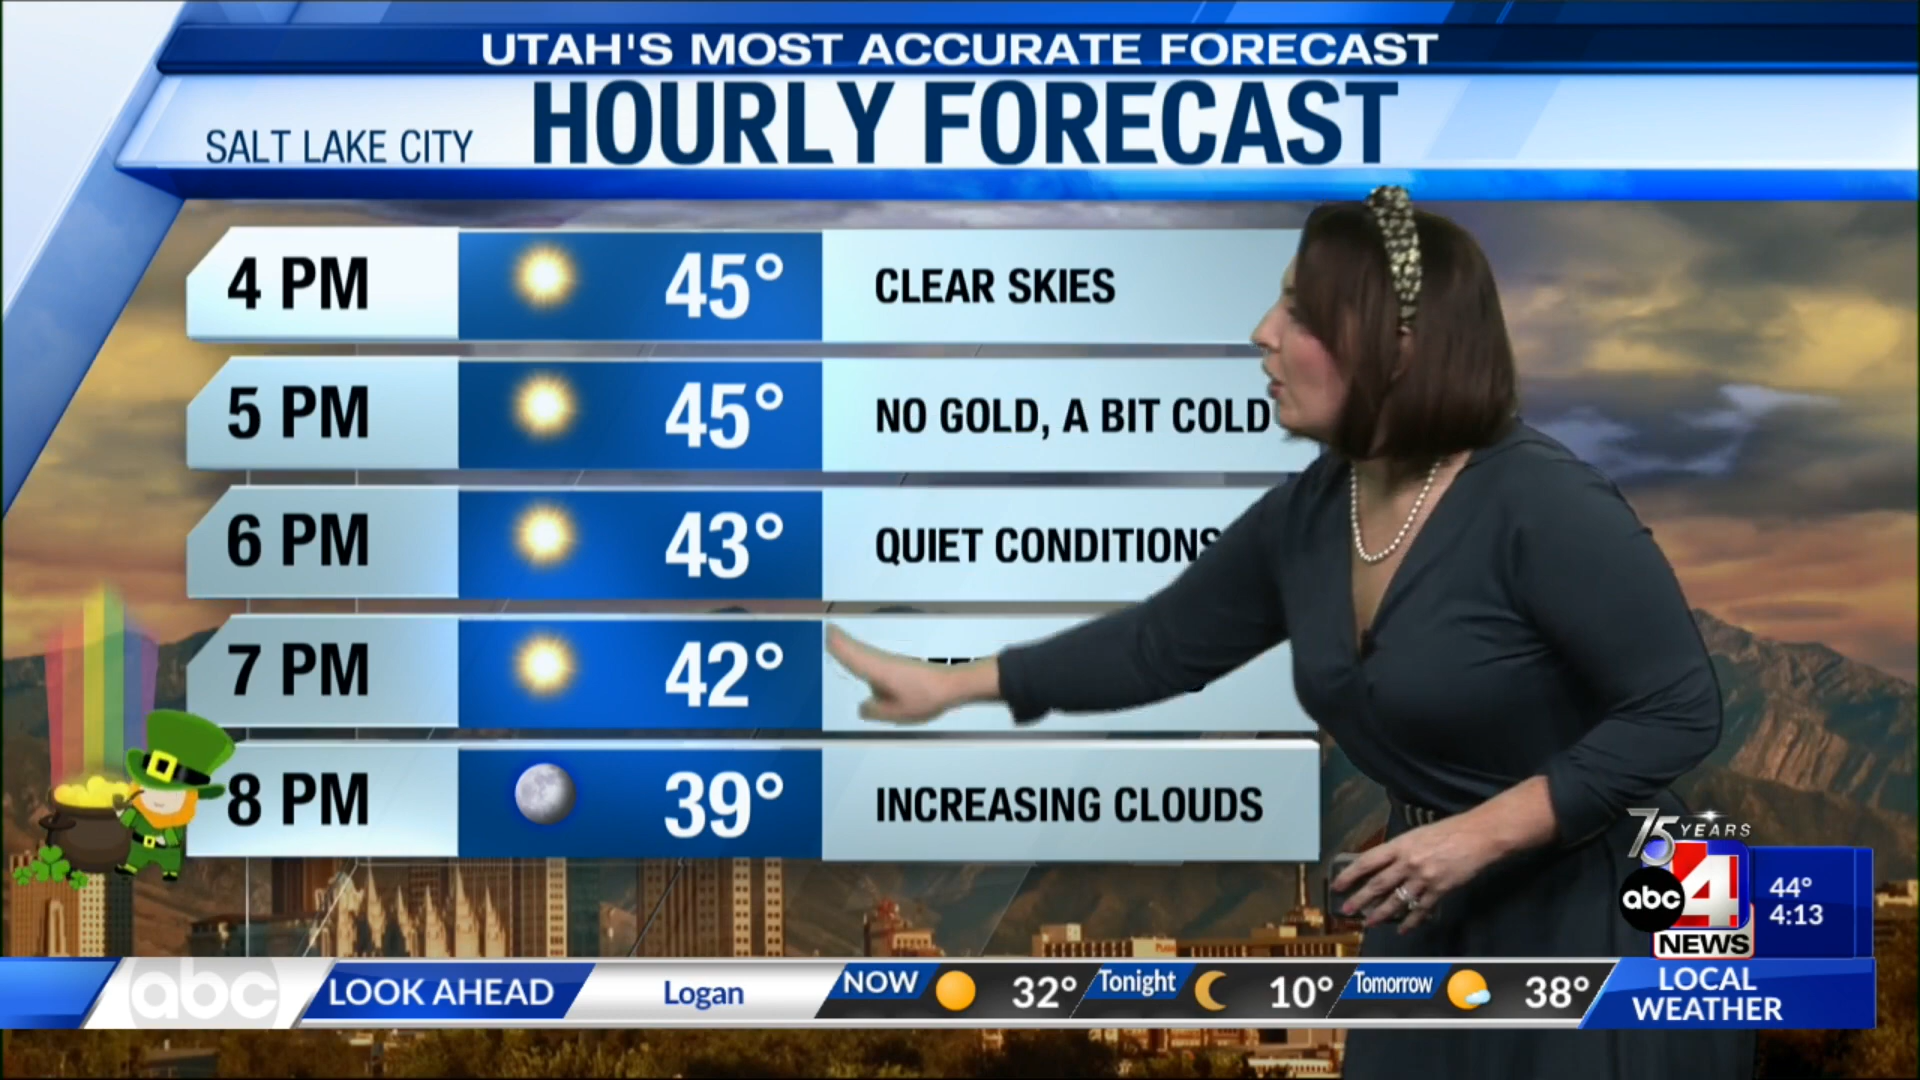 UTAH'S MOST ACCURATE FORECAST
SALT LAKE CITY
HOURLY FORECAST
4 PM 45° CLEAR SKIES
5 PM 45° NO GOLD, A BIT COLD
6 PM 43° QUIET CONDITIONS
7 PM 42°
8 PM 39° INCREASING CLOUDS
75 YEARS
abc 4
NEWS
44°
4:13
abc LOOK AHEAD Logan NOW 32° Tonight 10° Tomorrow 38°
LOCAL
WEATHER